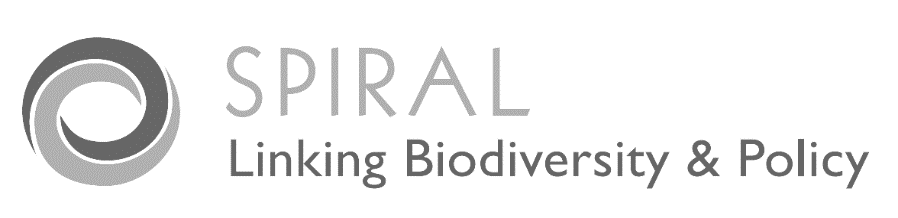 SPIRAL
Linking Biodiversity & Policy